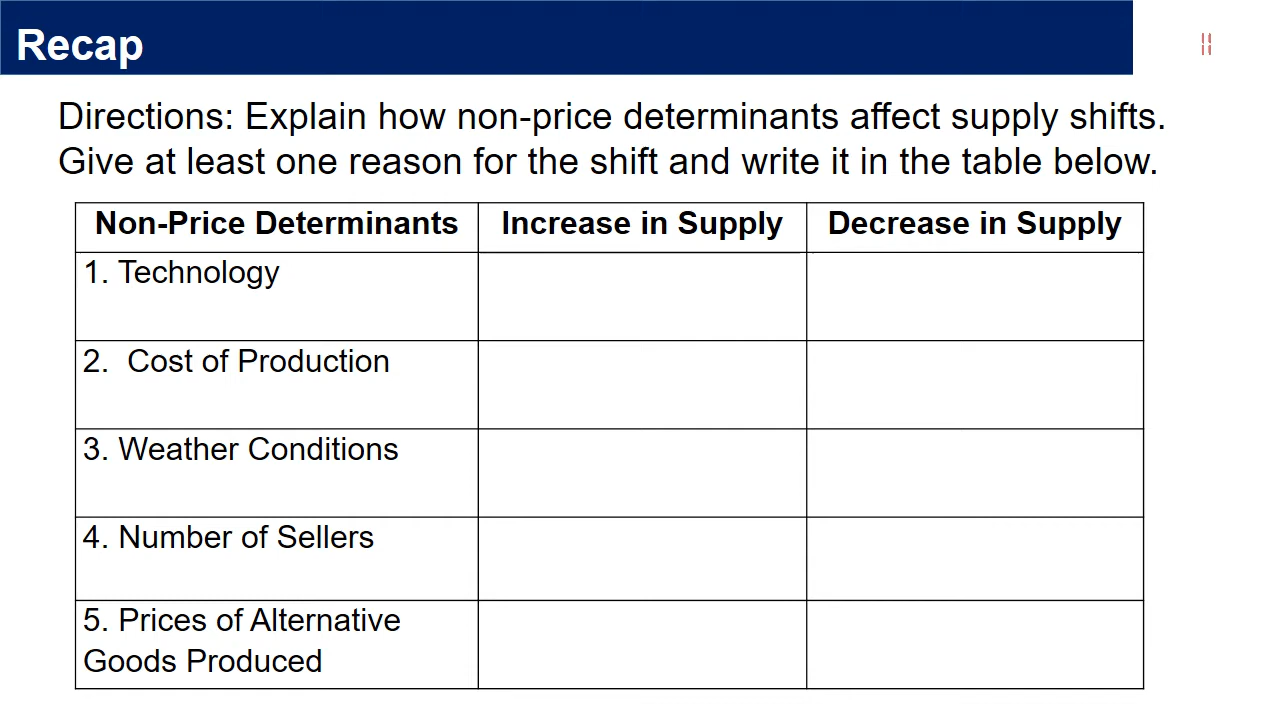 Recap
Directions: Explain how non-price determinants affect supply shifts.
Give at least one reason for the shift and write it in the table below.
Non-Price Determinants Increase in Supply Decrease in Supply
1. Technology
2. Cost of Production
3. Weather Conditions
4. Number of Sellers
5. Prices of Alternative
Goods Produced